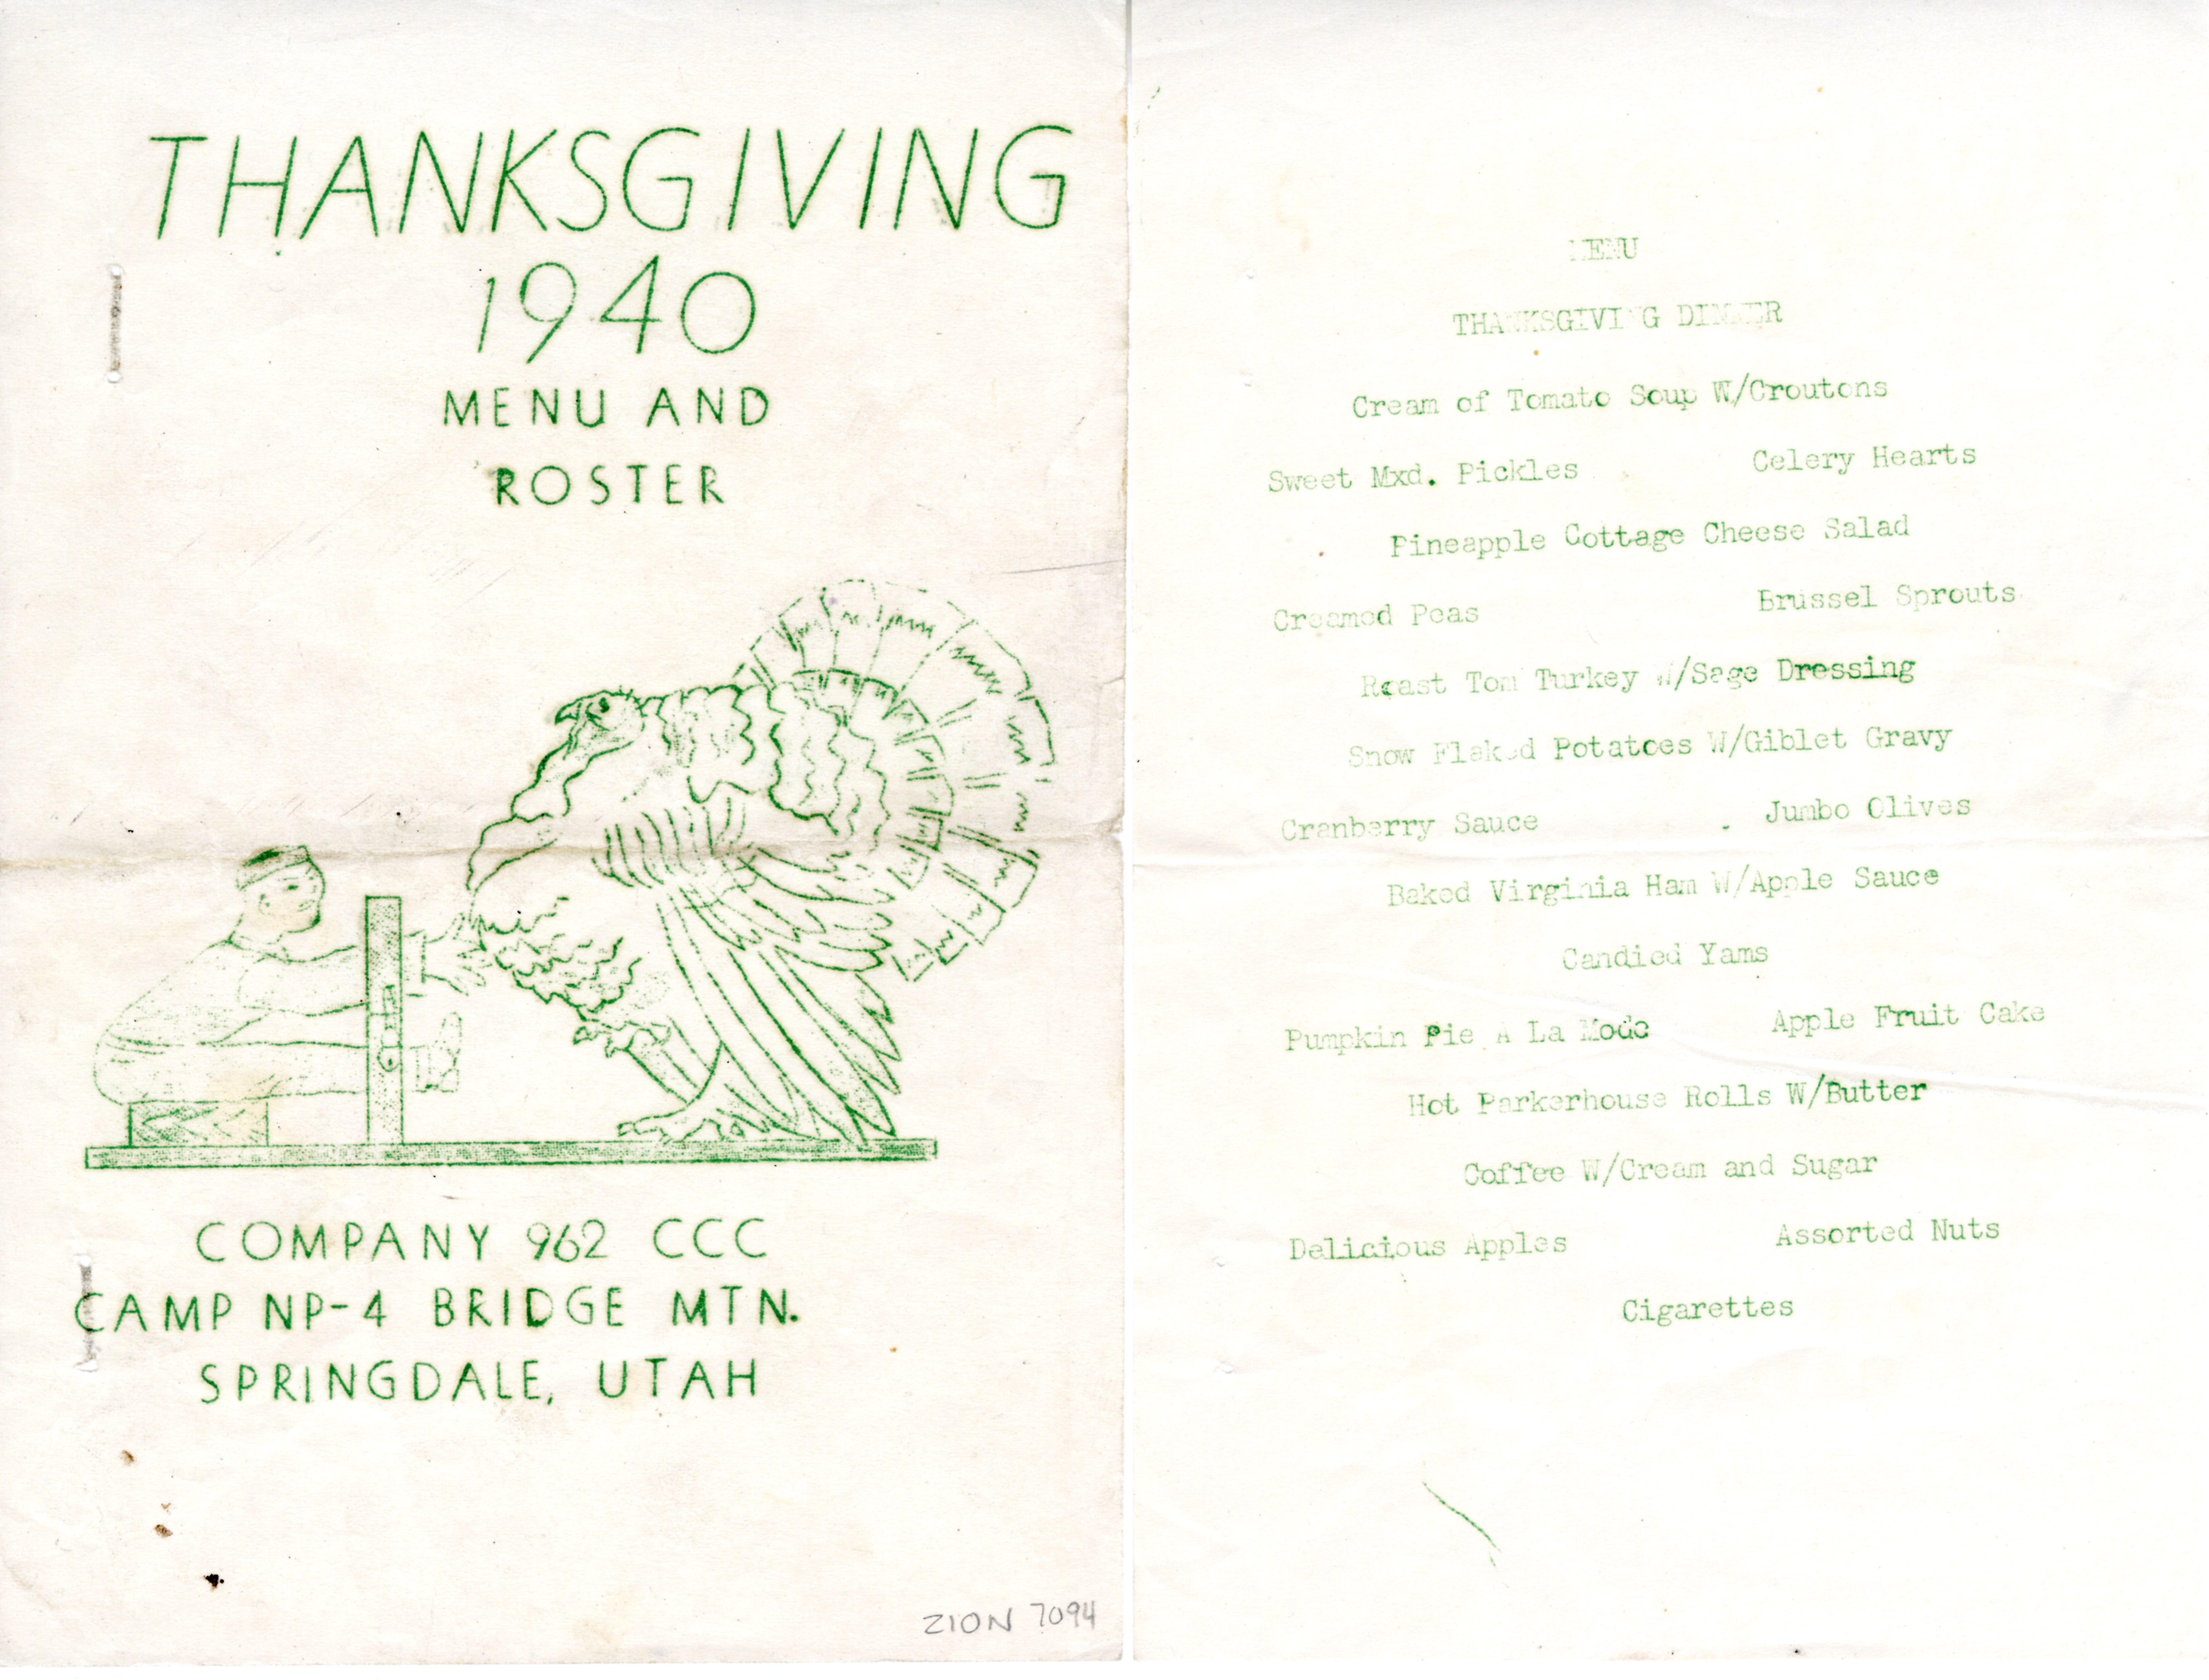 THANKSGIVING
1940
MENU AND
ROSTER
COMPANY 962 CCC
CAMP NP-4 BRIDGE MTN.
SPRINGDALE, UTAH
ZION 7094
MENU
THANKSGIVING DINNER
Cream of Tomato Soup W/Croutons
Sweet Mxd. Pickles Celery Hearts
Pineapple Cottage Cheese Salad
Creamed Peas Brussel Sprouts
Roast Tom Turkey W/Sage Dressing
Snow Flaked Potatoes W/Giblet Gravy
Cranberry Sauce Jumbo Olives
Baked Virginia Ham W/Apple Sauce
Candied Yams
Pumpkin Pie A La Mode Apple Fruit Cake
Hot Parkerhouse Rolls W/Butter
Coffee W/Cream and Sugar
Delicious Apples Assorted Nuts
Cigarettes